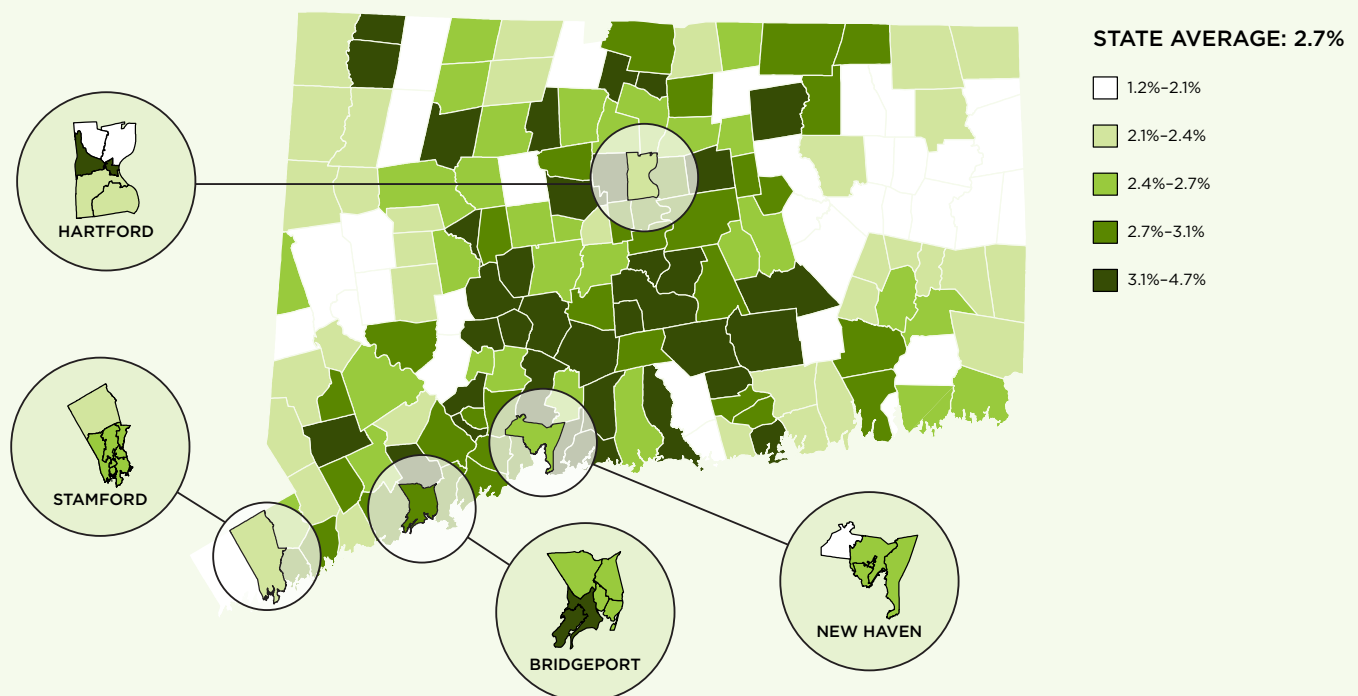 STATE AVERAGE: 2.7%
1.2%–2.1%
2.1%–2.4%
2.4%–2.7%
2.7%–3.1%
3.1%–4.7%
HARTFORD
STAMFORD
BRIDGEPORT
NEW HAVEN